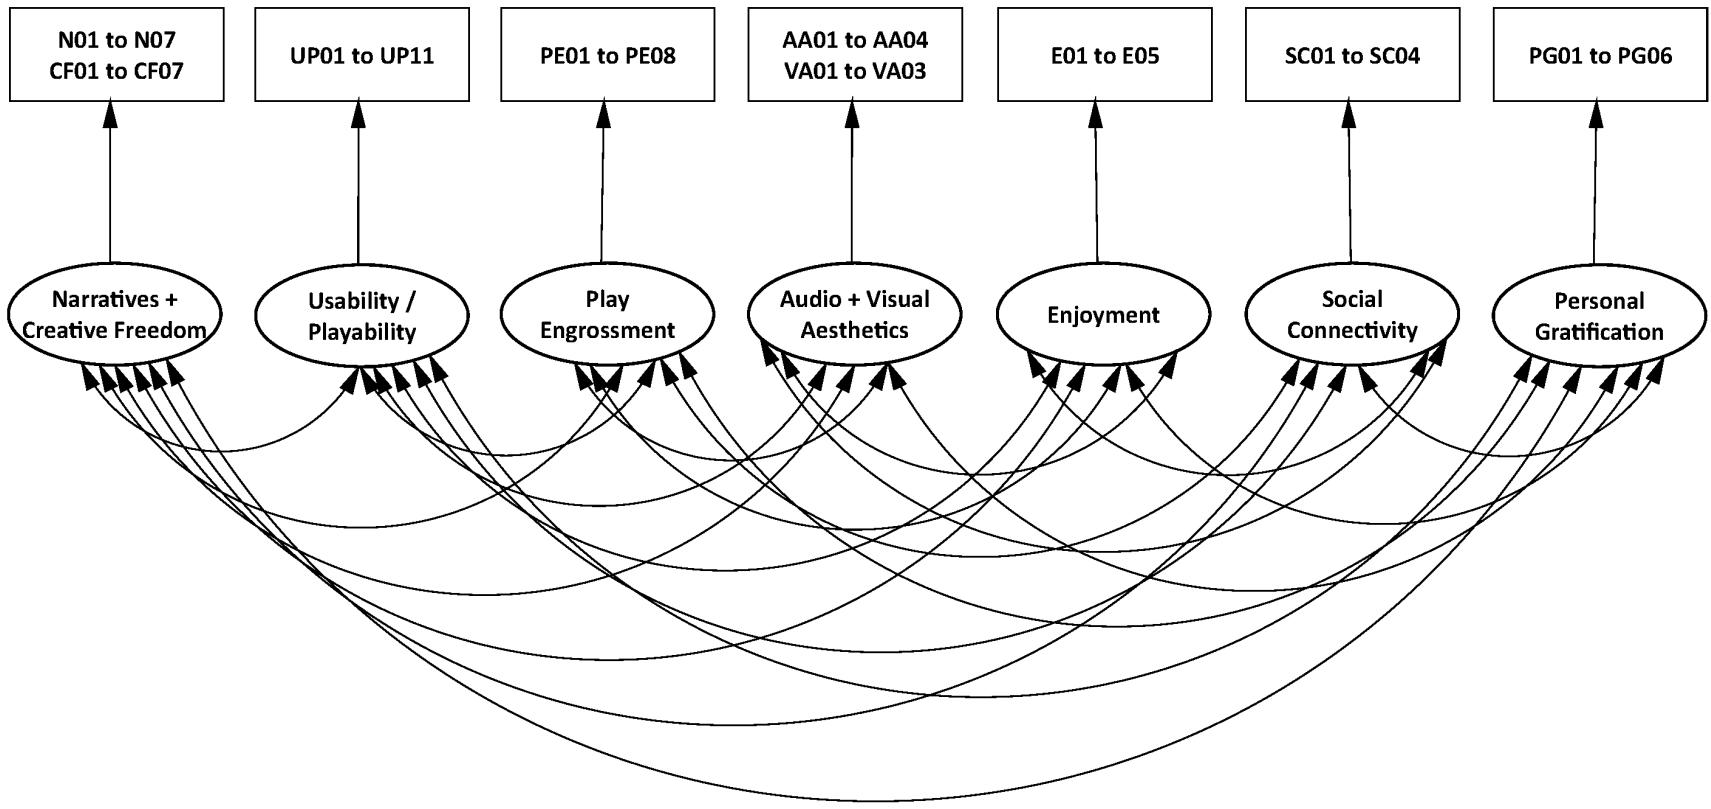 N01 to N07
CF01 to CF07
UP01 to UP11
PE01 to PE08
AA01 to AA04
VA01 to VA03
E01 to E05
SC01 to SC04
PG01 to PG06
Narratives +
Creative Freedom
Usability /
Playability
Play
Engrossment
Audio + Visual
Aesthetics
Enjoyment
Social
Connectivity
Personal
Gratification